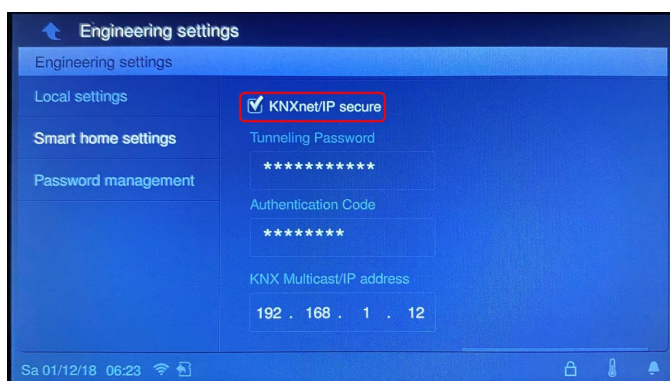 Engineering settings
Engineering settings
Local settings
Smart home settings
Password management
KNXnet/IP secure
Tunneling Password
***********
Authentication Code
********
KNX Multicast/IP address
192 . 168 . 1 . 12
Sa 01/12/18 06:23